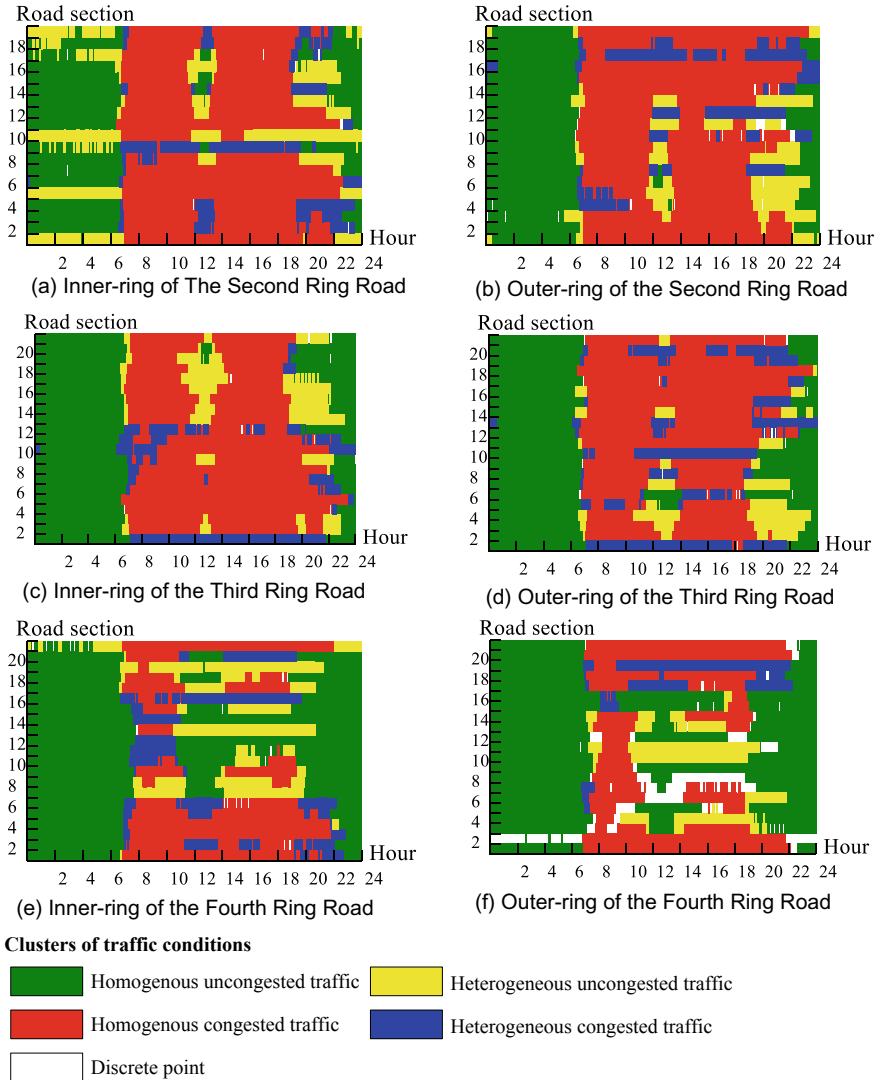 Road section
18
16
14
12
10
8
6
4
2
Hour
2 4 6 8 10 12 14 16 18 20 22 24
(a) Inner-ring of The Second Ring Road
Road section
18
16
14
12
10
8
6
4
2
Hour
2 4 6 8 10 12 14 16 18 20 22 24
(b) Outer-ring of the Second Ring Road
Road section
20
18
16
14
12
10
8
6
4
2
Hour
2 4 6 8 10 12 14 16 18 20 22 24
(c) Inner-ring of the Third Ring Road
Road section
20
18
16
14
12
10
8
6
4
2
Hour
2 4 6 8 10 12 14 16 18 20 22 24
(d) Outer-ring of the Third Ring Road
Road section
20
18
16
14
12
10
8
6
4
2
Hour
2 4 6 8 10 12 14 16 18 20 22 24
(e) Inner-ring of the Fourth Ring Road
Road section
20
18
16
14
12
10
8
6
4
2
Hour
2 4 6 8 10 12 14 16 18 20 22 24
(f) Outer-ring of the Fourth Ring Road
Clusters of traffic conditions
Homogenous uncongested traffic
Heterogeneous uncongested traffic
Homogenous congested traffic
Heterogeneous congested traffic
Discrete point